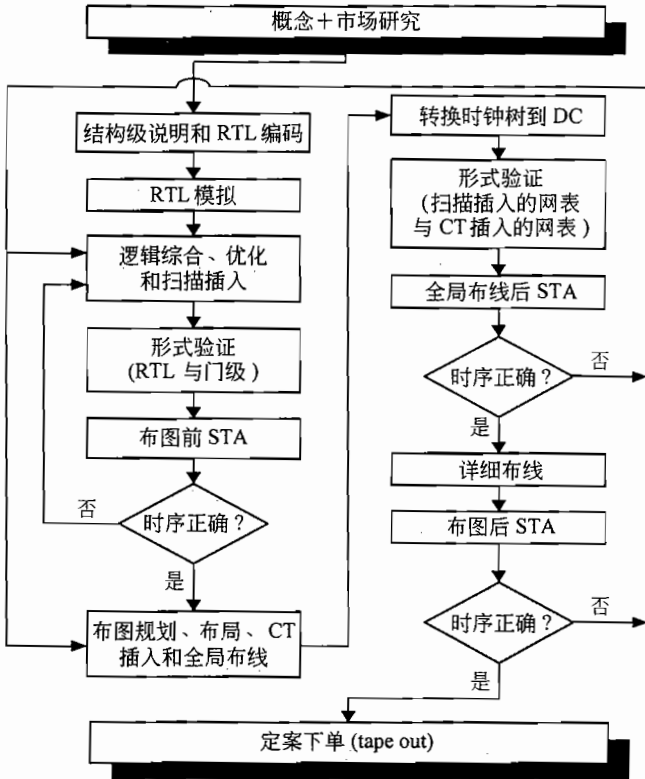 概念＋市场研究
结构级说明和 RTL 编码
RTL 模拟
逻辑综合、优化
和扫描插入
形式验证
(RTL 与门级)
布图前 STA
否
时序正确？
是
布图规划、布局、CT
插入和全局布线
转换时钟树到 DC
形式验证
(扫描插入的网表
与 CT 插入的网表)
全局布线后 STA
时序正确？
否
是
详细布线
布图后 STA
时序正确？
否
是
定案下单 (tape out)